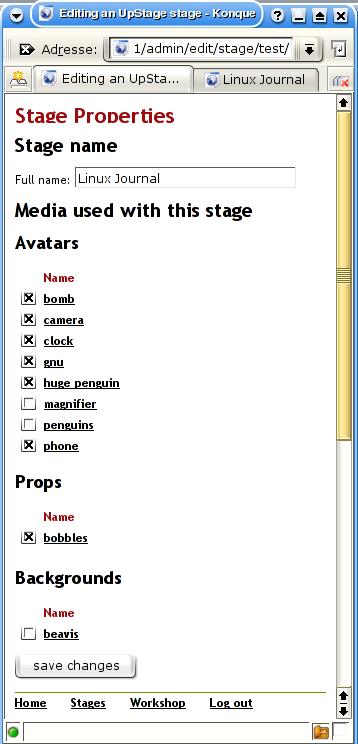 Editing an UpStage stage - Konque
Adresse: 1/admin/edit/stage/test/
Editing an UpSta... Linux Journal
Stage Properties
Stage name
Full name: Linux Journal
Media used with this stage
Avatars
Name
bomb
camera
clock
gnu
huge penguin
magnifier
penguins
phone
Props
Name
bobbles
Backgrounds
Name
beavis
save changes
Home Stages Workshop Log out